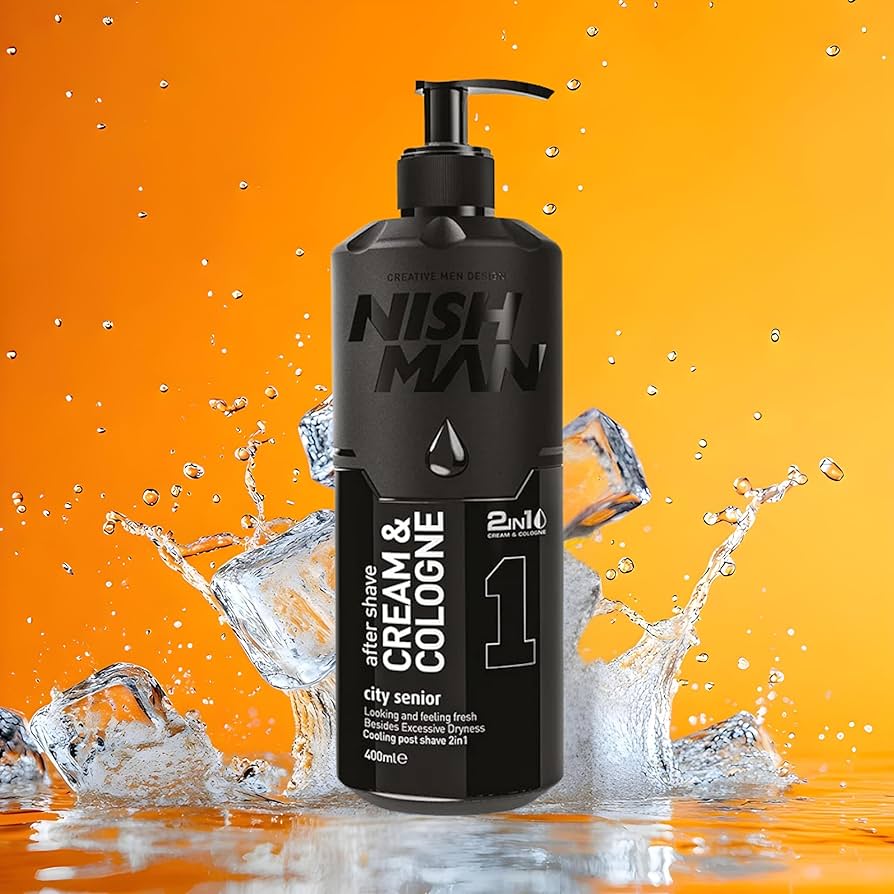 CREATIVE MEN DESIGN
NISH
MAN
after shave
CREAM &
COLOGNE
2IN1
CREAM & COLOGNE
1
city senior
Looking and feeling fresh
Besides Excessive Dryness
Cooling post shave 2in1
400ml℮